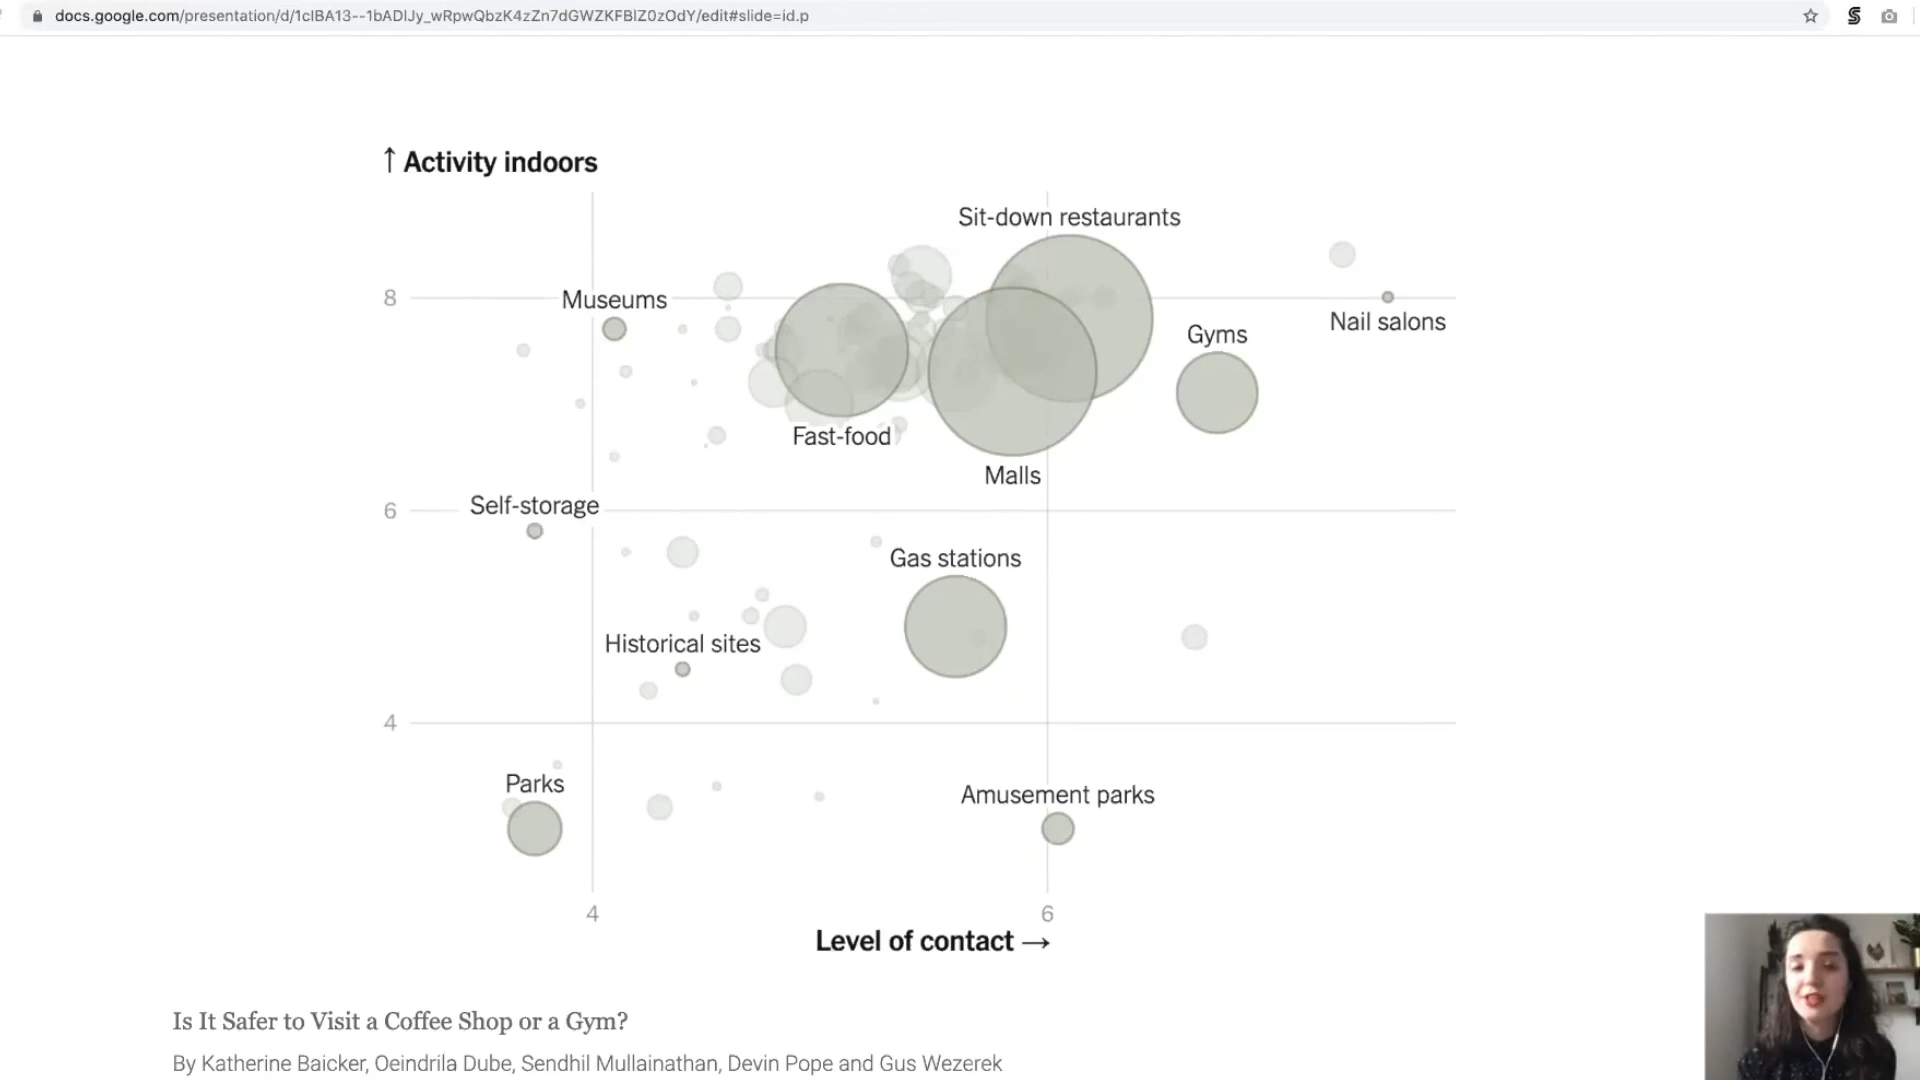 docs.google.com/presentation/d/1cIBA13--1bADIJy_wRpwQbzK4zZn7dGWZKFBlZ0zOdY/edit#slide=id.p
↑ Activity indoors
Sit-down restaurants
8
Museums
Nail salons
Gyms
Fast-food
Malls
Self-storage
6
Gas stations
Historical sites
4
Parks
Amusement parks
4
6
Level of contact →
Is It Safer to Visit a Coffee Shop or a Gym?
By Katherine Baicker, Oeindrila Dube, Sendhil Mullainathan, Devin Pope and Gus Wezerek